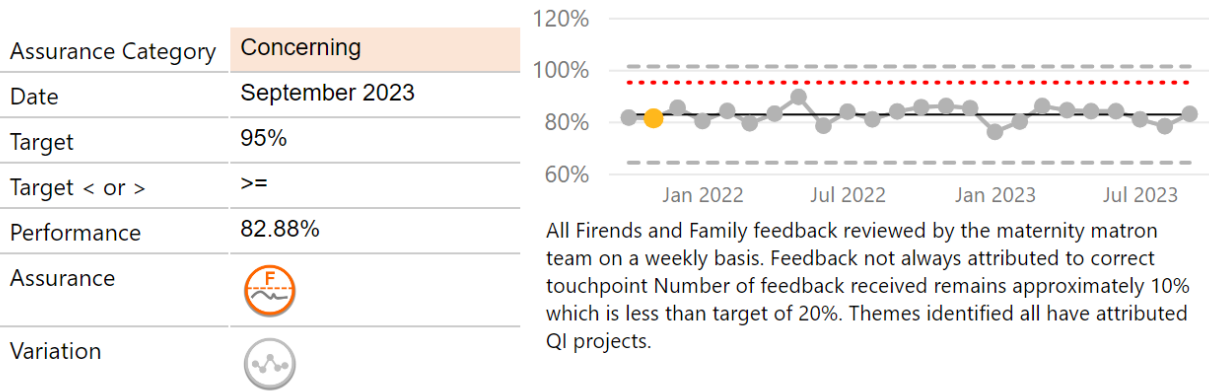 Assurance Category Concerning
Date September 2023
Target 95%
Target < or > >=
Performance 82.88%
Assurance F
Variation
120%
100%
80%
60%
Jan 2022 Jul 2022 Jan 2023 Jul 2023
All Firends and Family feedback reviewed by the maternity matron
team on a weekly basis. Feedback not always attributed to correct
touchpoint Number of feedback received remains approximately 10%
which is less than target of 20%. Themes identified all have attributed
QI projects.